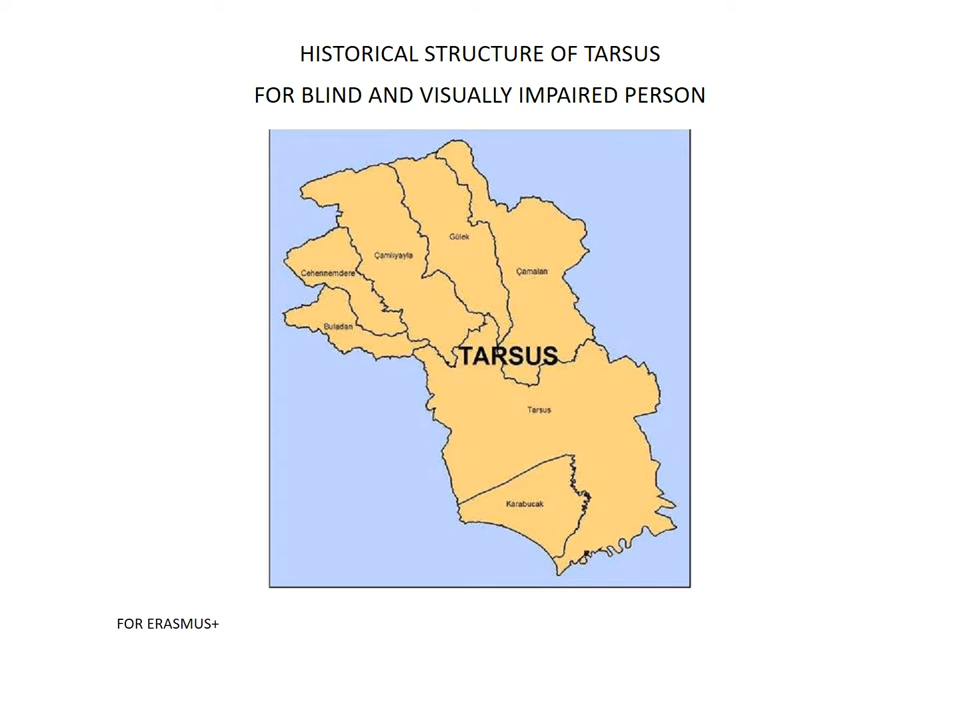 HISTORICAL STRUCTURE OF TARSUS
FOR BLIND AND VISUALLY IMPAIRED PERSON
Gülek
Çamlıyayla
Cehennemdere
Çamalan
Buladan
TARSUS
Tarsus
Karabucak
FOR ERASMUS+